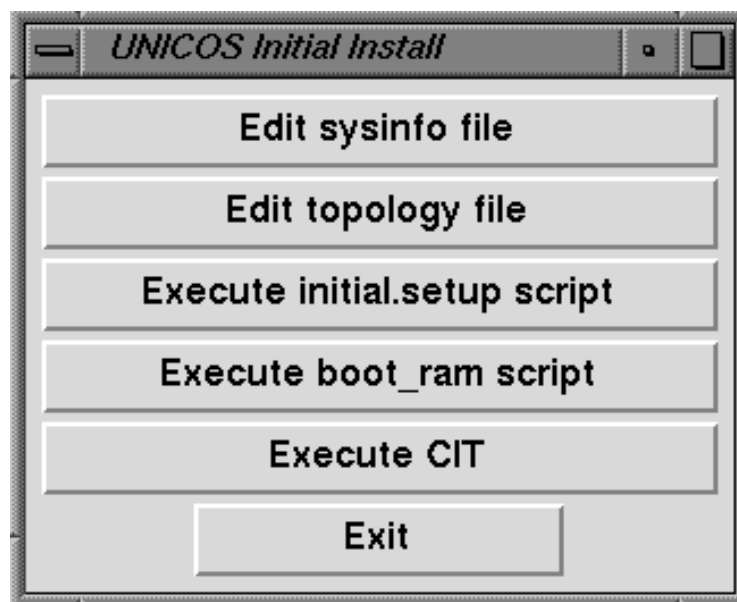 UNICOS Initial Install
Edit sysinfo file
Edit topology file
Execute initial.setup script
Execute boot_ram script
Execute CIT
Exit